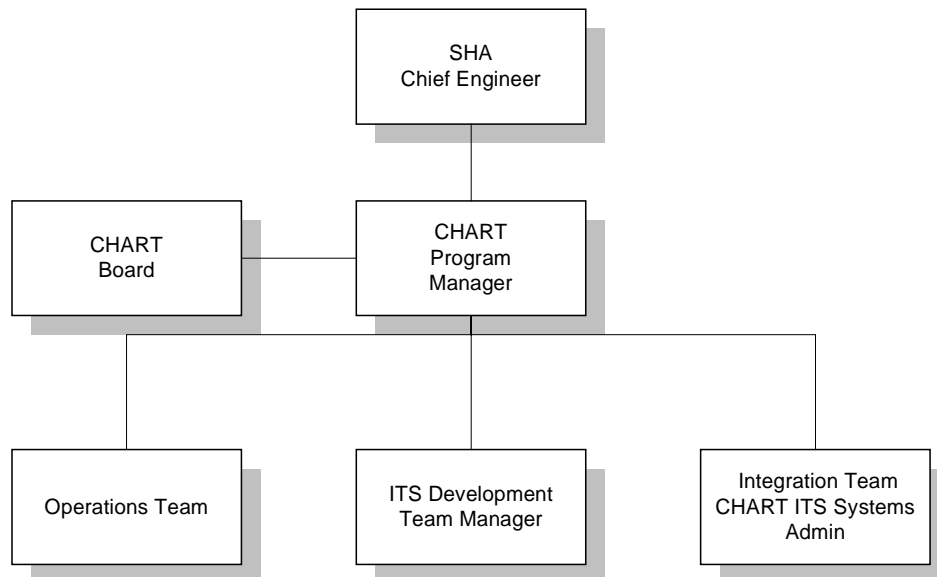 SHA
Chief Engineer
CHART
Board
CHART
Program
Manager
Operations Team
ITS Development
Team Manager
Integration Team
CHART ITS Systems
Admin